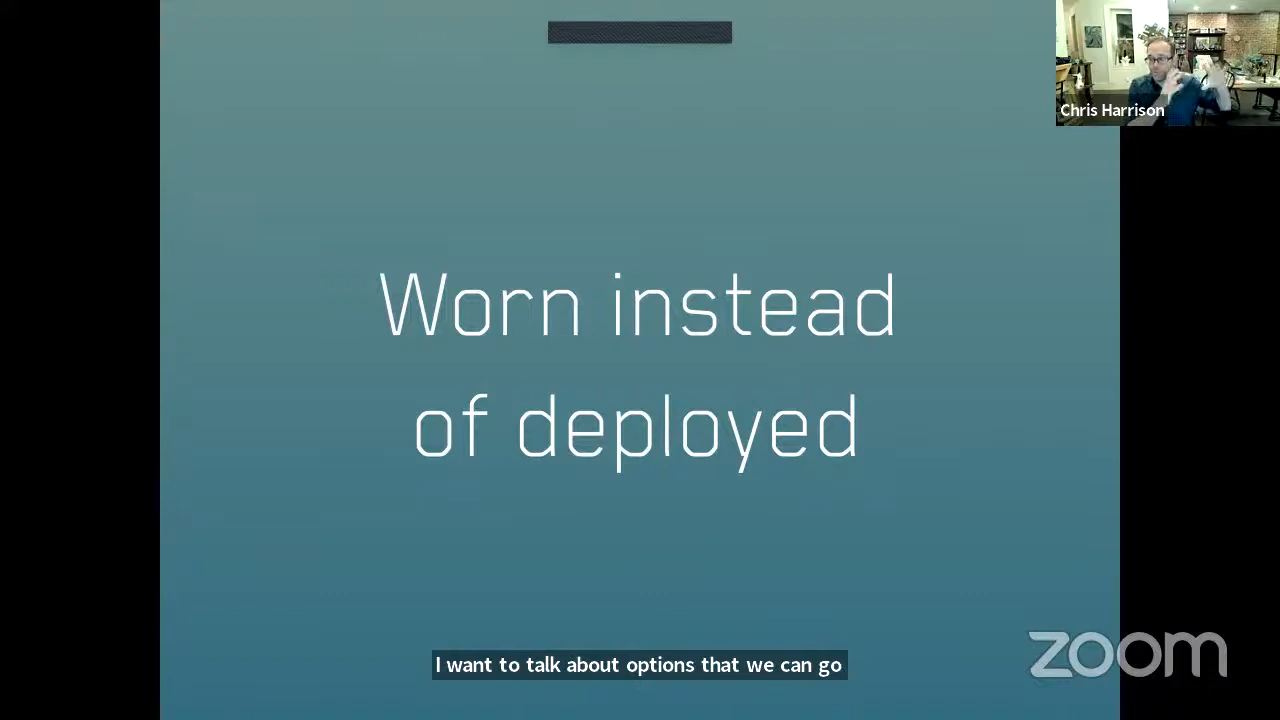 Chris Harrison
Worn instead
of deployed
I want to talk about options that we can go
zoom